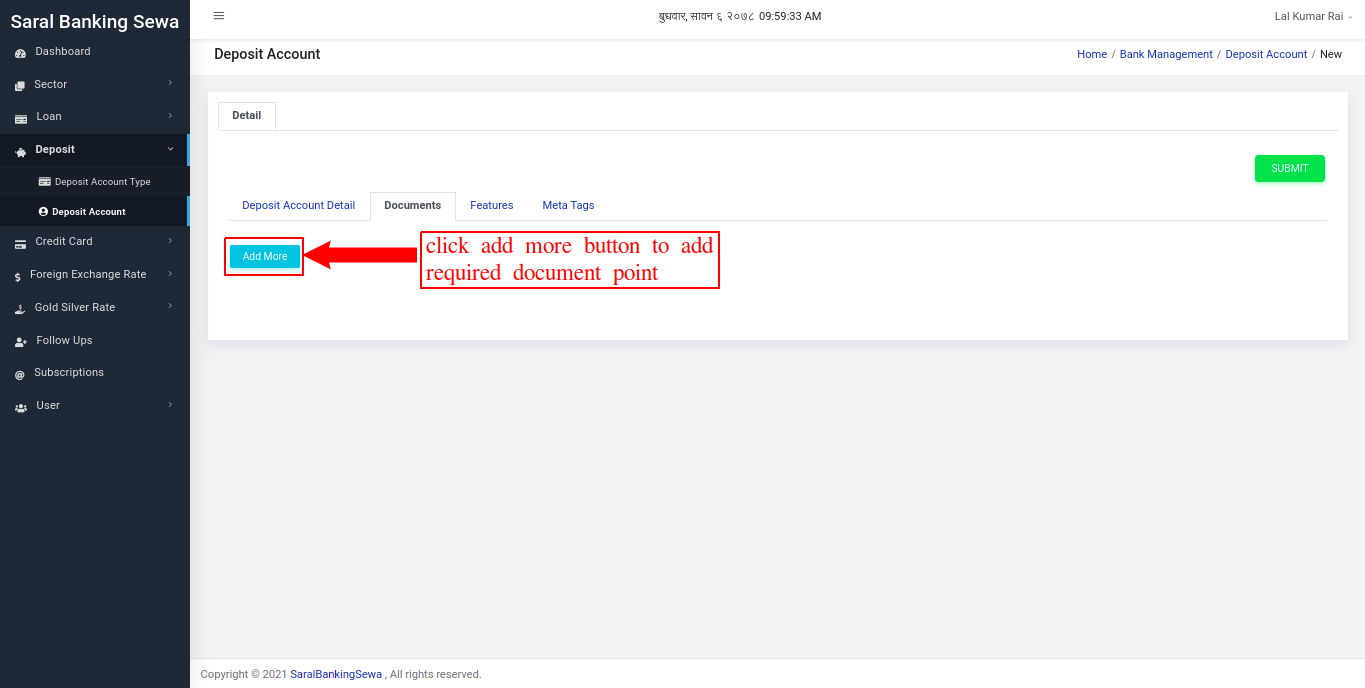 Saral Banking Sewa
बुधवार, सावन ६ २०७८ 09:59:33 AM
Lal Kumar Rai
Dashboard
Sector
Loan
Deposit
Deposit Account Type
Deposit Account
Credit Card
Foreign Exchange Rate
Gold Silver Rate
Follow Ups
Subscriptions
User
Deposit Account
Home / Bank Management / Deposit Account / New
Detail
SUBMIT
Deposit Account Detail Documents Features Meta Tags
Add More
click add more button to add
required document point
Copyright © 2021 SaralBankingSewa , All rights reserved.